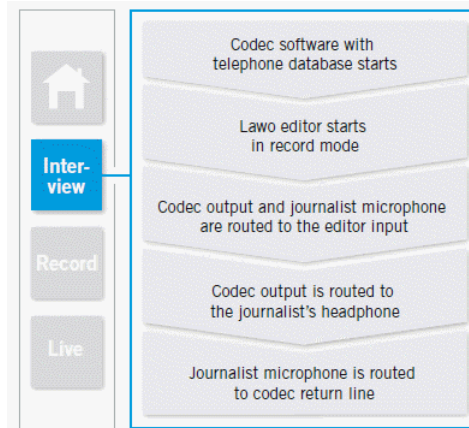 Codec software with
telephone database starts
Lawo editor starts
in record mode
Inter-
view
Codec output and journalist microphone
are routed to the editor input
Record
Codec output is routed to
the journalist's headphone
Live
Journalist microphone is routed
to codec return line